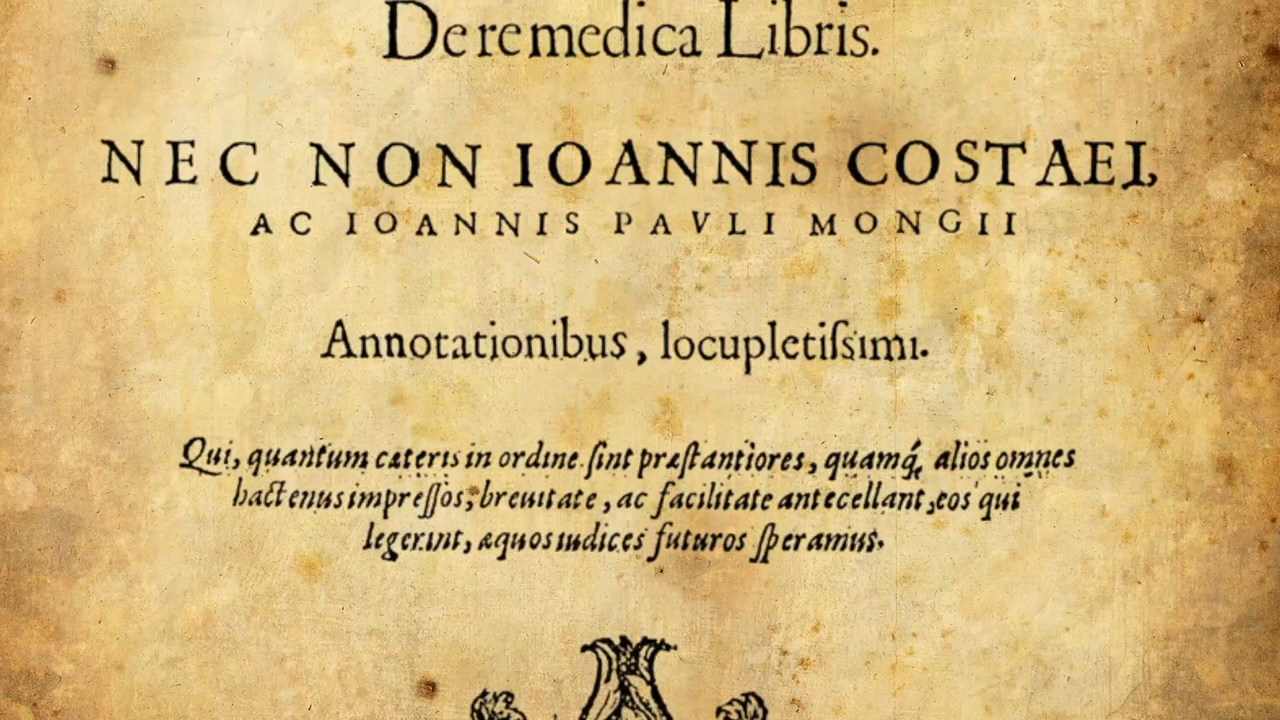 De re medica Libris.
NEC NON IOANNIS COSTAEI,
AC IOANNIS PAVLI MONGII
Annotationibus, locupletiſsimi.
Qui, quantum cæteris in ordine ſint præſtantiores, quamq́; alios omnes
hactenus impreſſos, breuitate, ac facilitate antecellant, eos qui
legerint, æquos iudices futuros ſperamus.